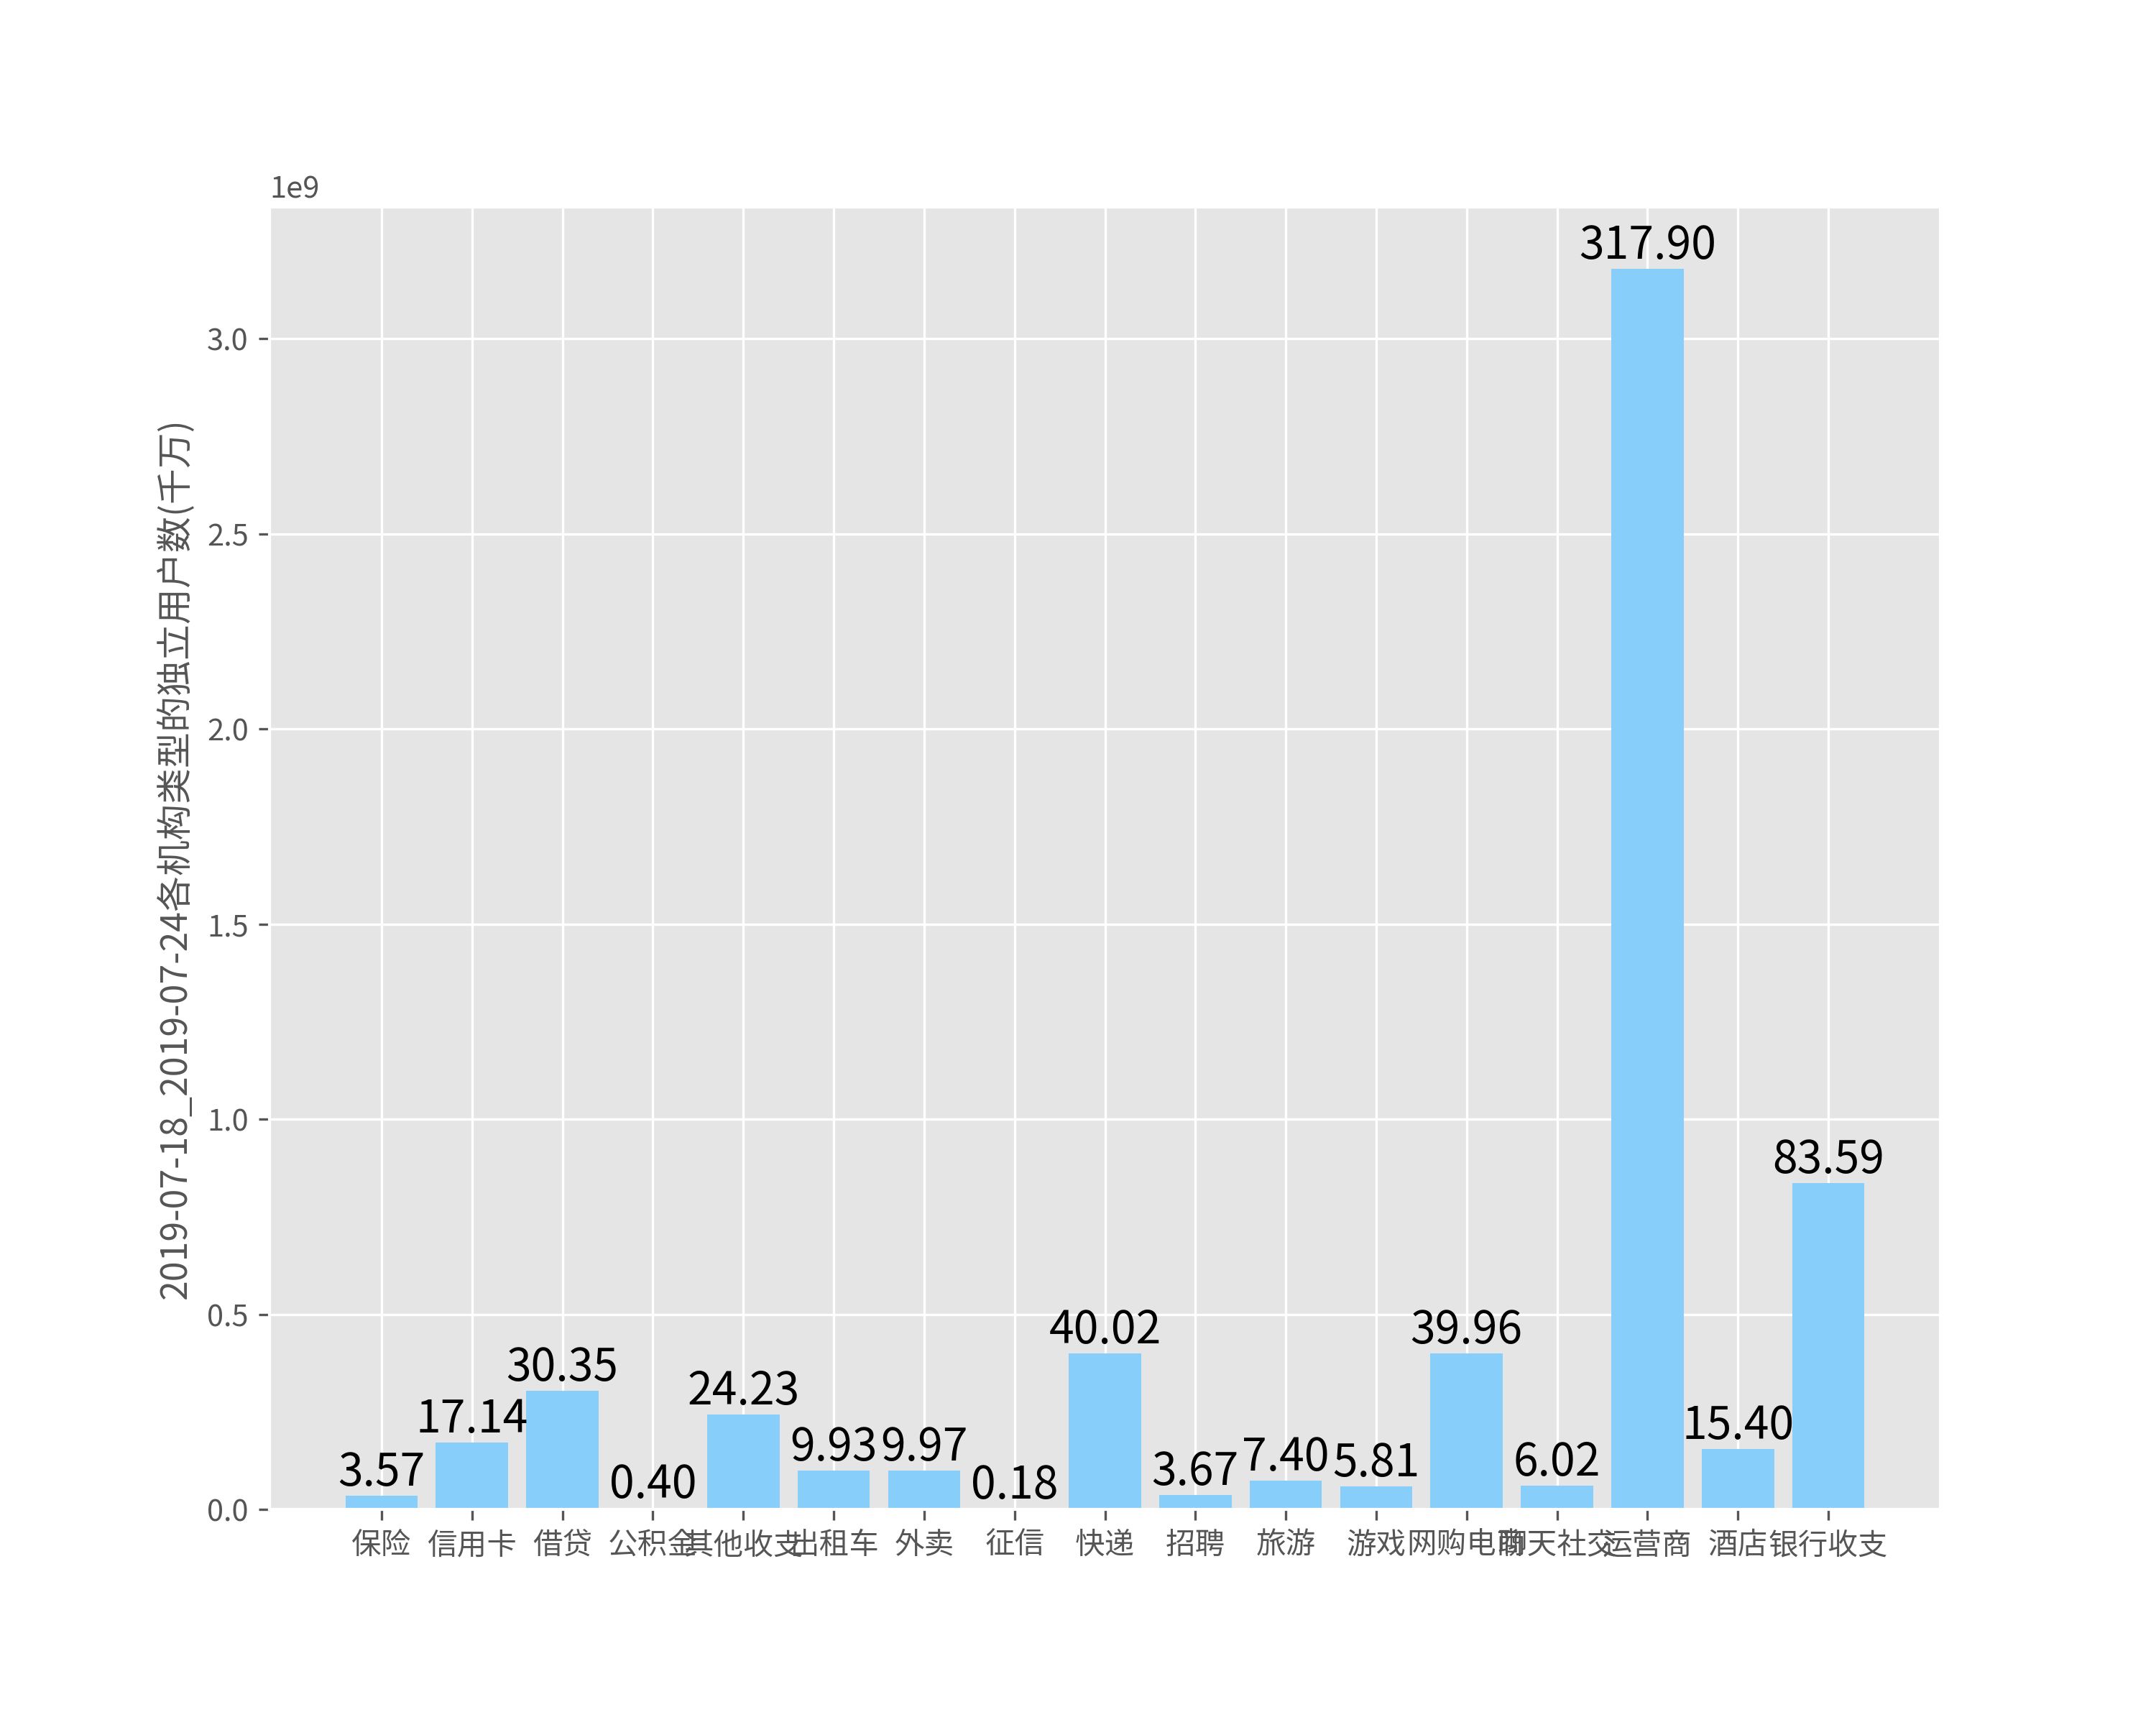 1e9
2019-07-18_2019-07-24各机构类型的独立用户数(千万)
3.0
2.5
2.0
1.5
1.0
0.5
0.0
3.57
17.14
30.35
0.40
24.23
9.93
9.97
0.18
40.02
3.67
7.40
5.81
39.96
6.02
317.90
15.40
83.59
保险
信用卡
借贷
公积金
其他收支
出租车
外卖
征信
快递
招聘
旅游
游戏
网购电商
聊天社交
运营商
酒店
银行收支